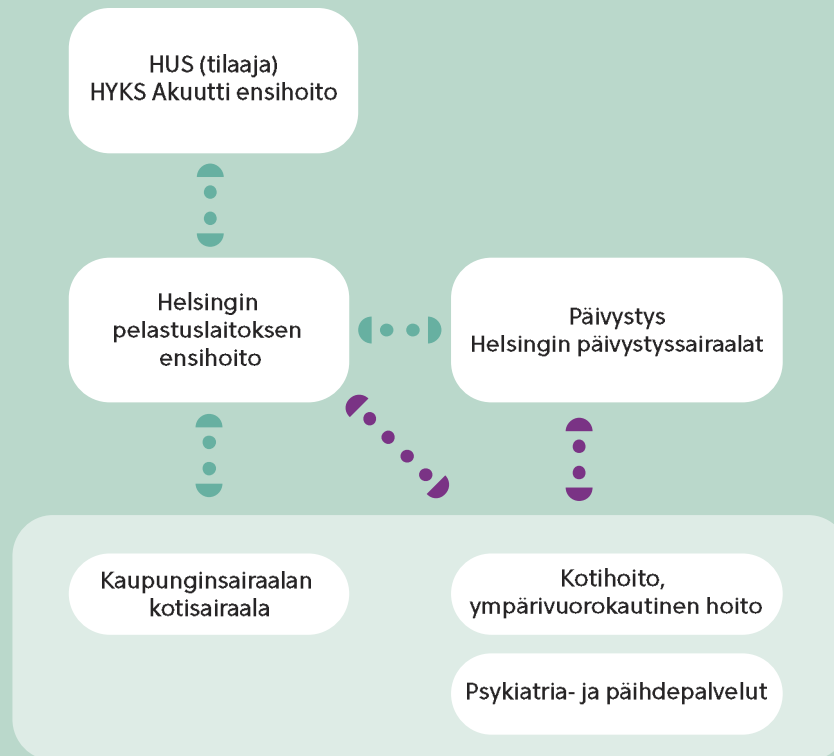 HUS (tilaaja)
HYKS Akuutti ensihoito
Helsingin
pelastuslaitoksen
ensihoito
Päivystys
Helsingin päivystyssairaalat
Kaupunginsairaalan
kotisairaala
Kotihoito,
ympärivuorokautinen hoito
Psykiatria- ja päihdepalvelut